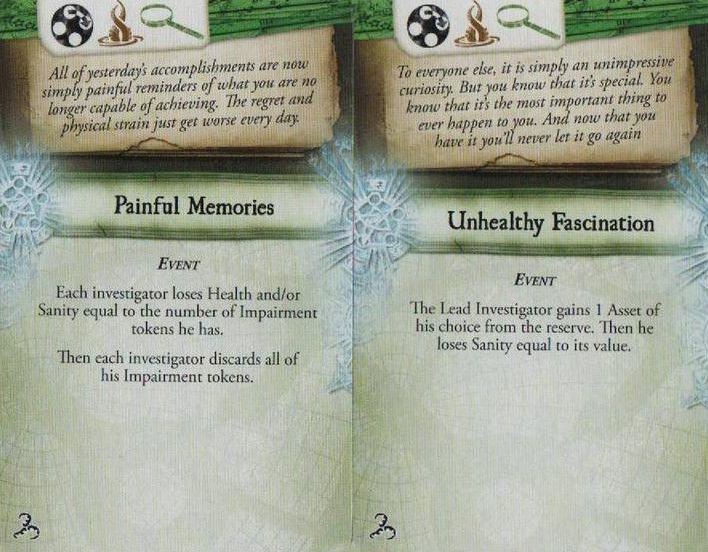 All of yesterday's accomplishments are now
simply painful reminders of what you are no
longer capable of achieving. The regret and
physical strain just get worse every day.
Painful Memories
EVENT
Each investigator loses Health and/or
Sanity equal to the number of Impairment
tokens he has.
Then each investigator discards all of
his Impairment tokens.
To everyone else, it is simply an unimpressive
curiosity. But you know that it's special. You
know that it's the most important thing to
ever happen to you. And now that you
have it you'll never let it go again
Unhealthy Fascination
EVENT
The Lead Investigator gains 1 Asset of
his choice from the reserve. Then he
loses Sanity equal to its value.